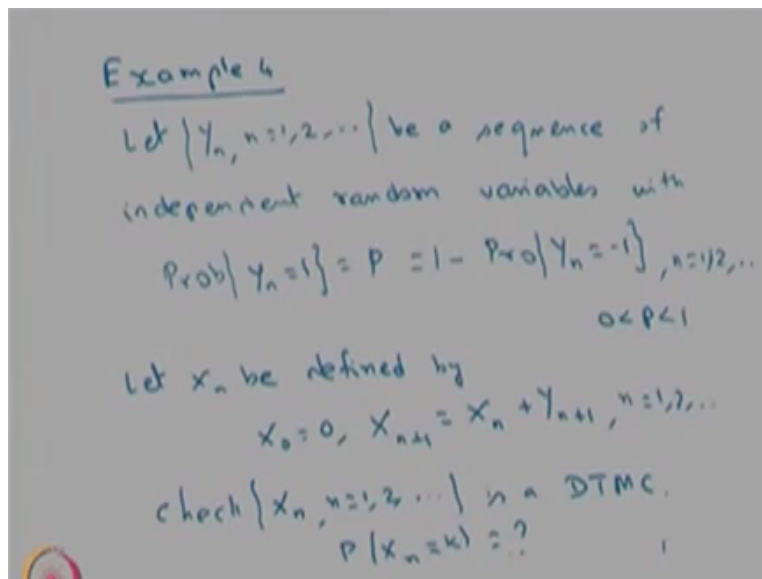 Example 4
Let {Yn, n=1,2,...} be a sequence of
independent random variables with
Prob{Yn=1} = P = 1 - Pro{Yn=-1}, n=1,2,..
0<P<1
Let Xn be defined by
X0=0, Xn+1 = Xn + Yn+1, n=1,2,..
Check {Xn, n=1,2,...} is a DTMC.
P(Xn=k) = ?